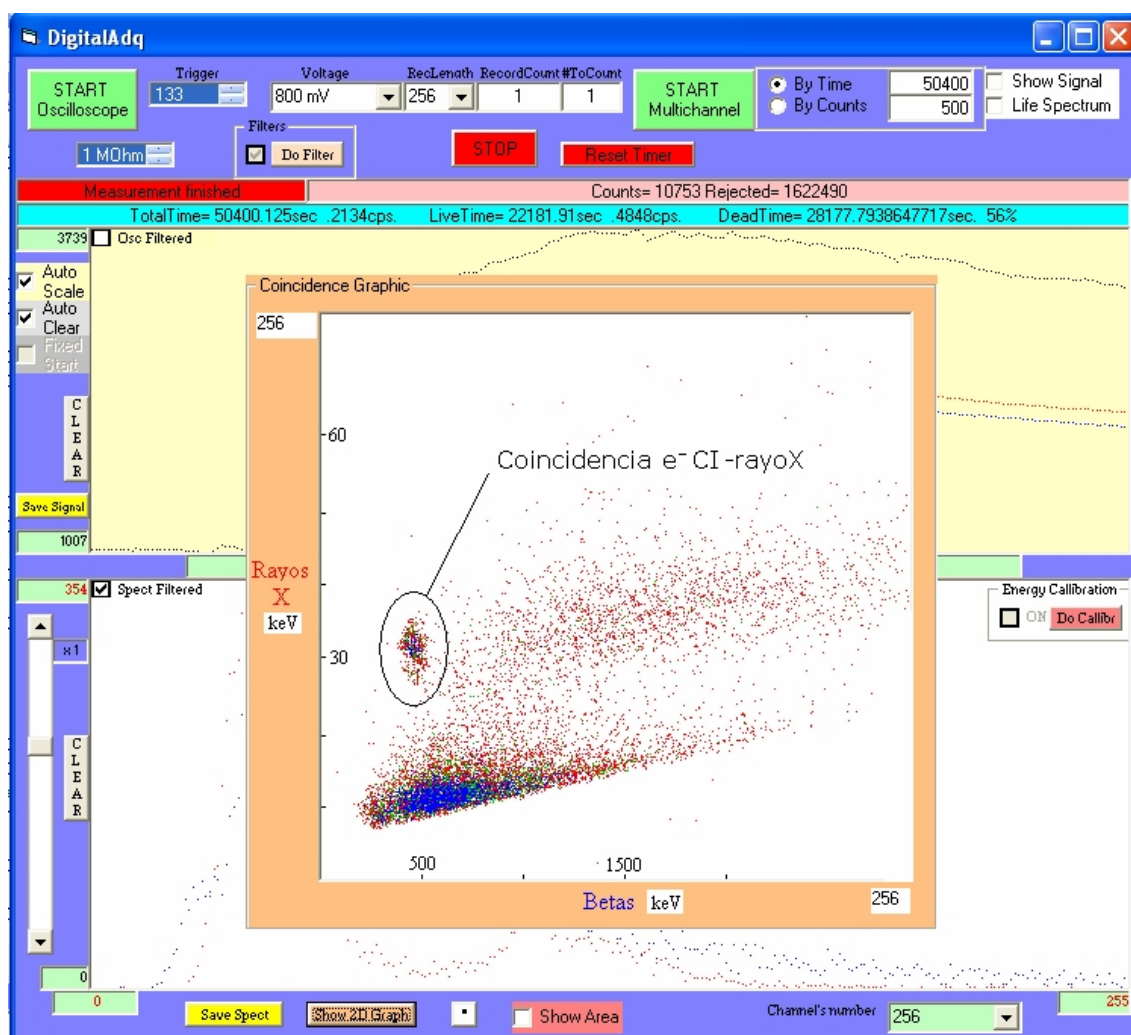 DigitalAdq
START
Oscilloscope
Trigger
133
Voltage
800 mV
RecLenath
256
RecordCount
1
#ToCount
1
START
Multichannel
By Time
50400
By Counts
500
Show Signal
Life Spectrum
1 MOhm
Filters
Do Filter
STOP
Reset Timer
Measurement finished
Counts= 10753 Rejected= 1622490
TotalTime= 50400.125sec .2134cps. LiveTime= 22181.91sec .4848cps. DeadTime= 28177.7938647717sec. 56%
3739
Osc Filtered
Auto
Scale
Auto
Clear
Fixed
Start
CLEAR
Save Signal
1007
Coincidence Graphic
256
60
Coincidencia e⁻ CI-rayoX
Rayos
X
keV
30
500
1500
Betas keV
256
354
Spect Filtered
x1
CLEAR
0
Energy Callibration
ON
Do Callibr
0
255
Save Spect
Show 2D Graph
Show Area
Channel's number
256